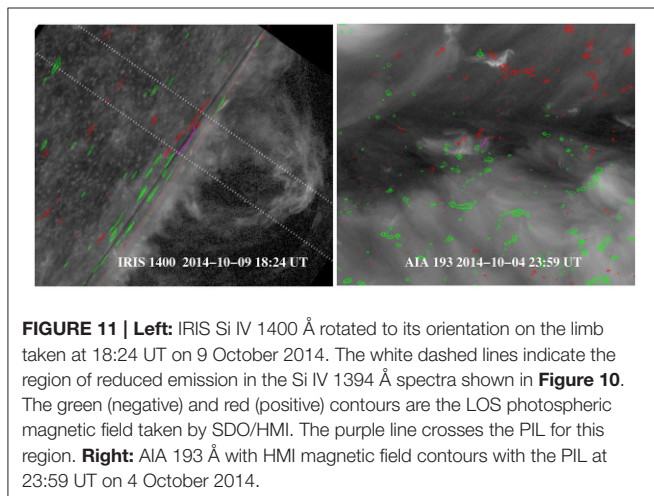 IRIS 1400 2014-10-09 18:24 UT
AIA 193 2014-10-04 23:59 UT
FIGURE 11 | Left: IRIS Si IV 1400 Å rotated to its orientation on the limb
taken at 18:24 UT on 9 October 2014. The white dashed lines indicate the
region of reduced emission in the Si IV 1394 Å spectra shown in Figure 10.
The green (negative) and red (positive) contours are the LOS photospheric
magnetic field taken by SDO/HMI. The purple line crosses the PIL for this
region. Right: AIA 193 Å with HMI magnetic field contours with the PIL at
23:59 UT on 4 October 2014.